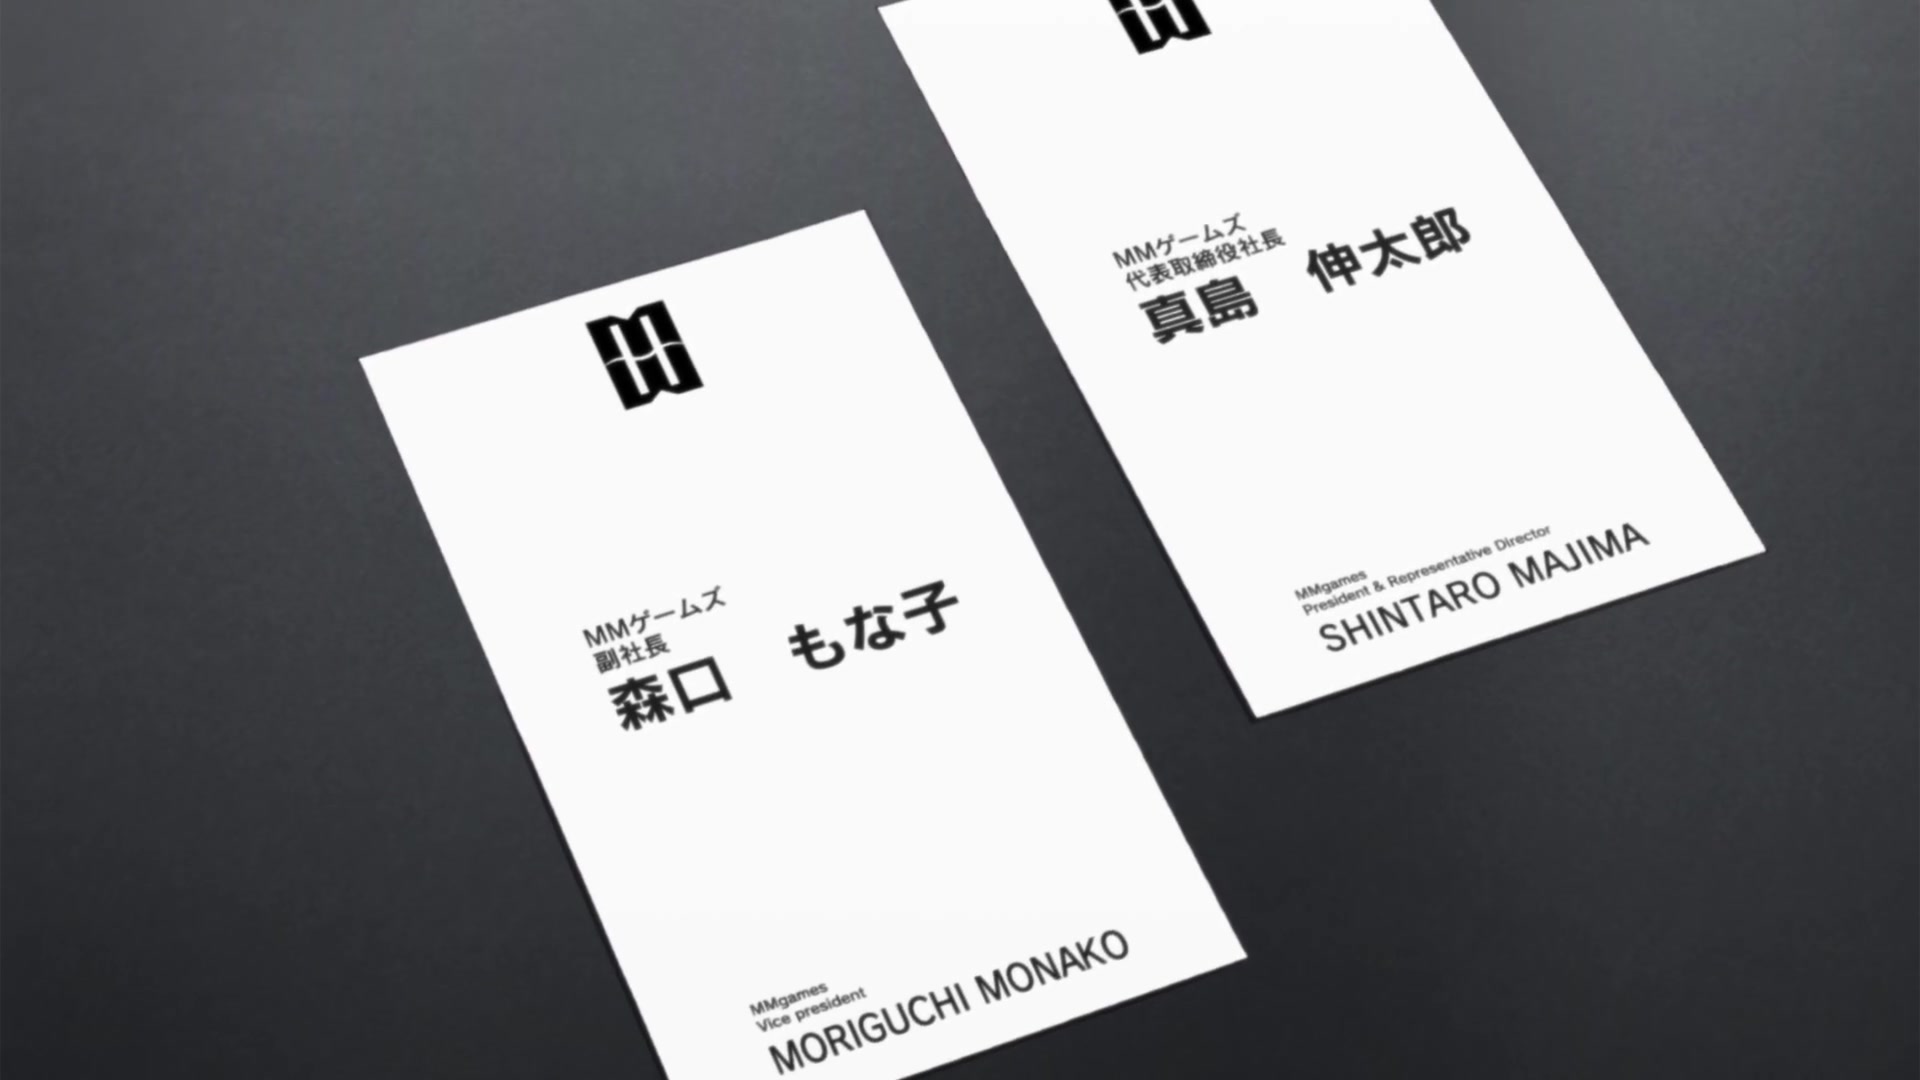 MMゲームズ
副社長
森口　もな子
MMgames
Vice president
MORIGUCHI MONAKO
MMゲームズ
代表取締役社長
真島　伸太郎
MMgames
President & Representative Director
SHINTARO MAJIMA